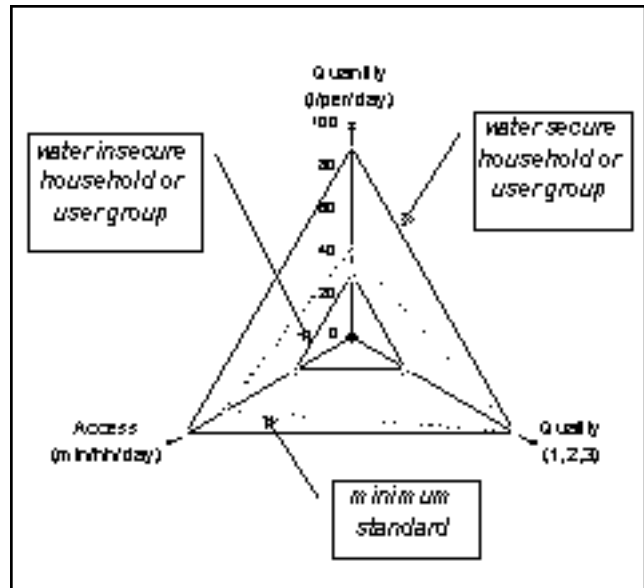 Quantity
(l/per/day)
100
80
60
40
20
0
water insecure
household or
user group
water secure
household or
user group
Access
(min/hh/day)
Quality
(1,2,3)
minimum
standard